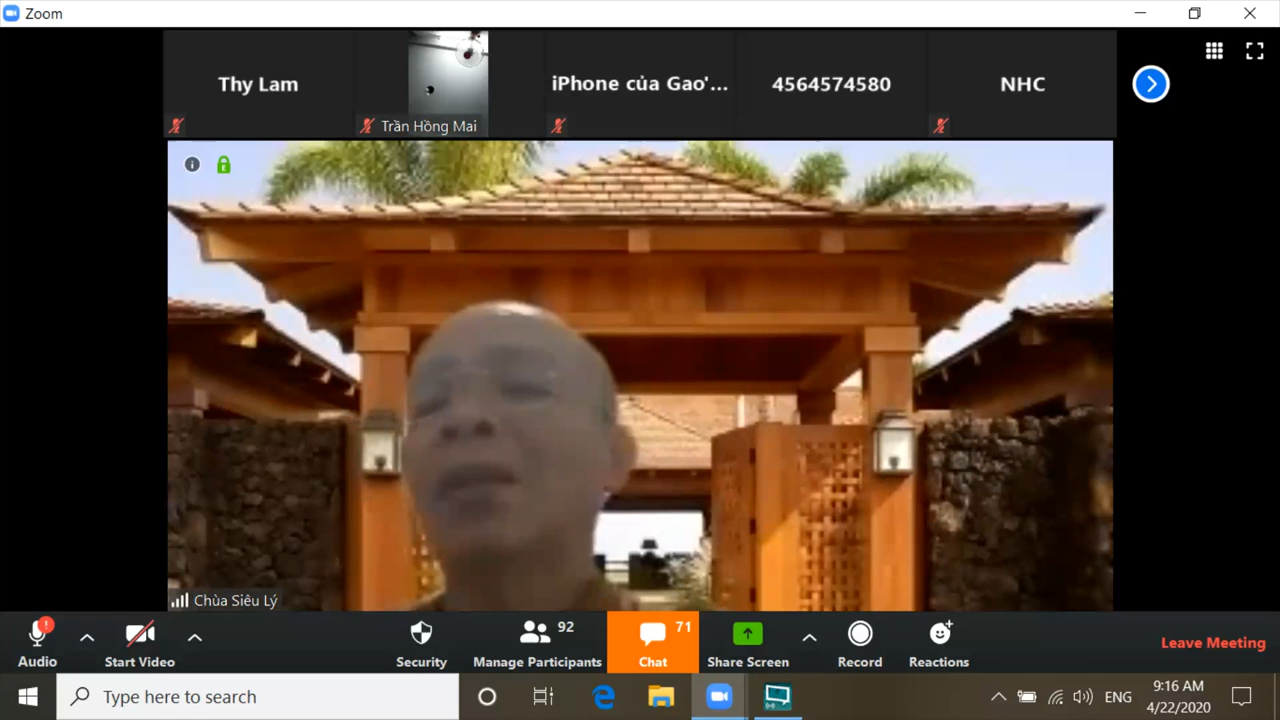 Zoom
Thy Lam
Trần Hồng Mai
iPhone của Gao'...
4564574580
NHC
Chùa Siêu Lý
Audio
Start Video
Security
92
Manage Participants
71
Chat
Share Screen
Record
Reactions
Leave Meeting
Type here to search
ENG
9:16 AM
4/22/2020